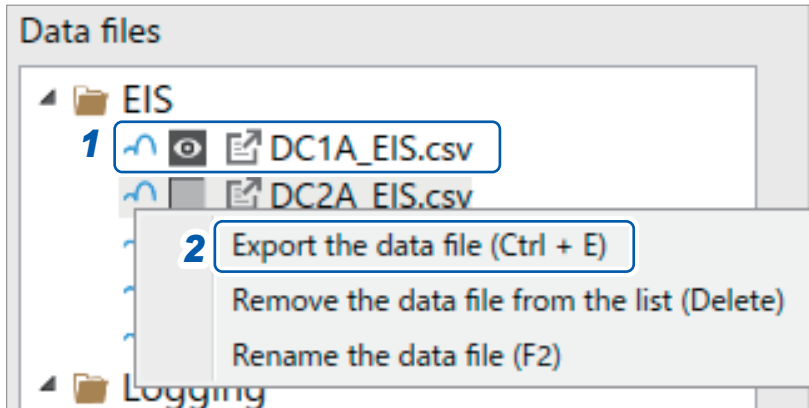 Data files
EIS
1 DC1A_EIS.csv
DC2A_EIS.csv
2 Export the data file (Ctrl + E)
Remove the data file from the list (Delete)
Rename the data file (F2)
Logging